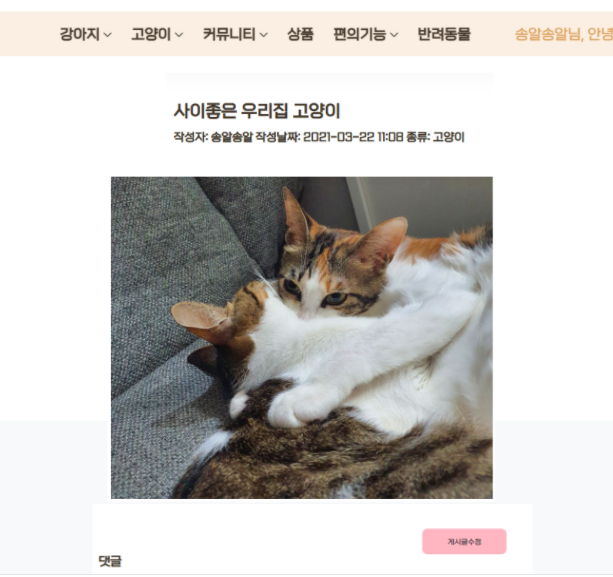 강아지 고양이 커뮤니티 상품 편의기능 반려동물 송알송알님, 안녕
사이좋은 우리집 고양이
작성자: 송알송알 작성날짜: 2021-03-22 11:08 종류: 고양이
게시글수정
댓글